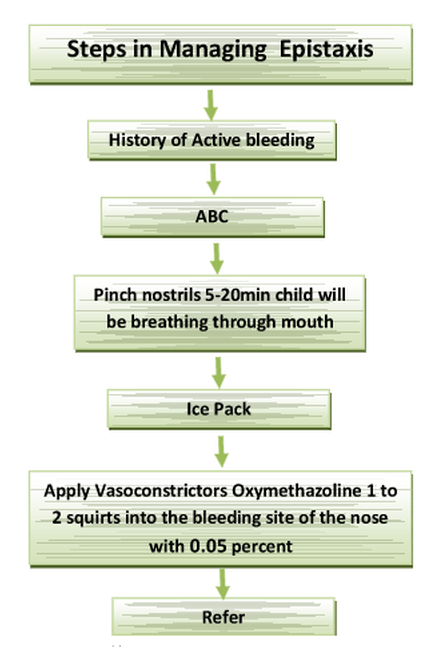 Steps in Managing Epistaxis
History of Active bleeding
ABC
Pinch nostrils 5-20min child will
be breathing through mouth
Ice Pack
Apply Vasoconstrictors Oxymethazoline 1 to
2 squirts into the bleeding site of the nose
with 0.05 percent
Refer